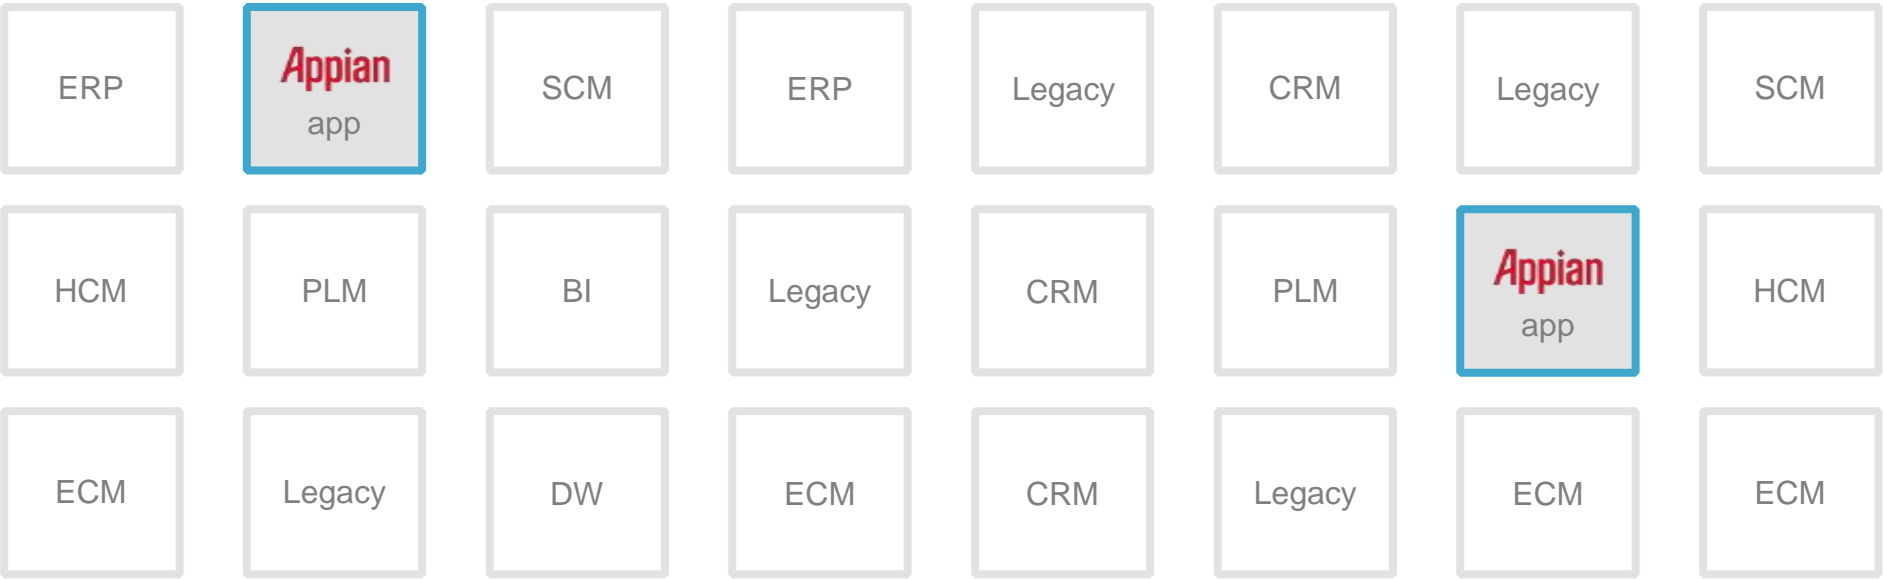 ERP
Appian
app
SCM
ERP
Legacy
CRM
Legacy
SCM
HCM
PLM
BI
Legacy
CRM
PLM
Appian
app
HCM
ECM
Legacy
DW
ECM
CRM
Legacy
ECM
ECM